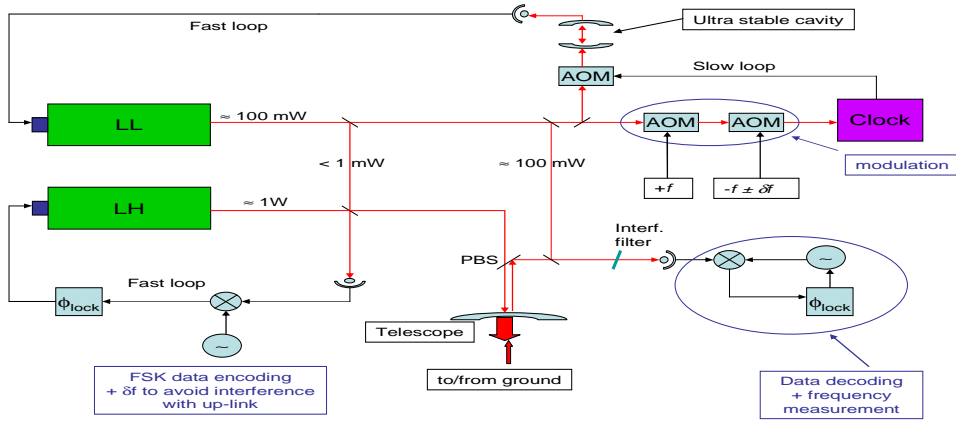 Fast loop
Ultra stable cavity
AOM
Slow loop
LL
≈ 100 mW
AOM
AOM
Clock
< 1 mW
≈ 100 mW
modulation
+f
-f ± δf
LH
≈ 1W
Interf.
filter
PBS
Fast loop
ϕlock
~
ϕlock
~
Telescope
to/from ground
FSK data encoding
+ δf to avoid interference
with up-link
Data decoding
+ frequency
measurement